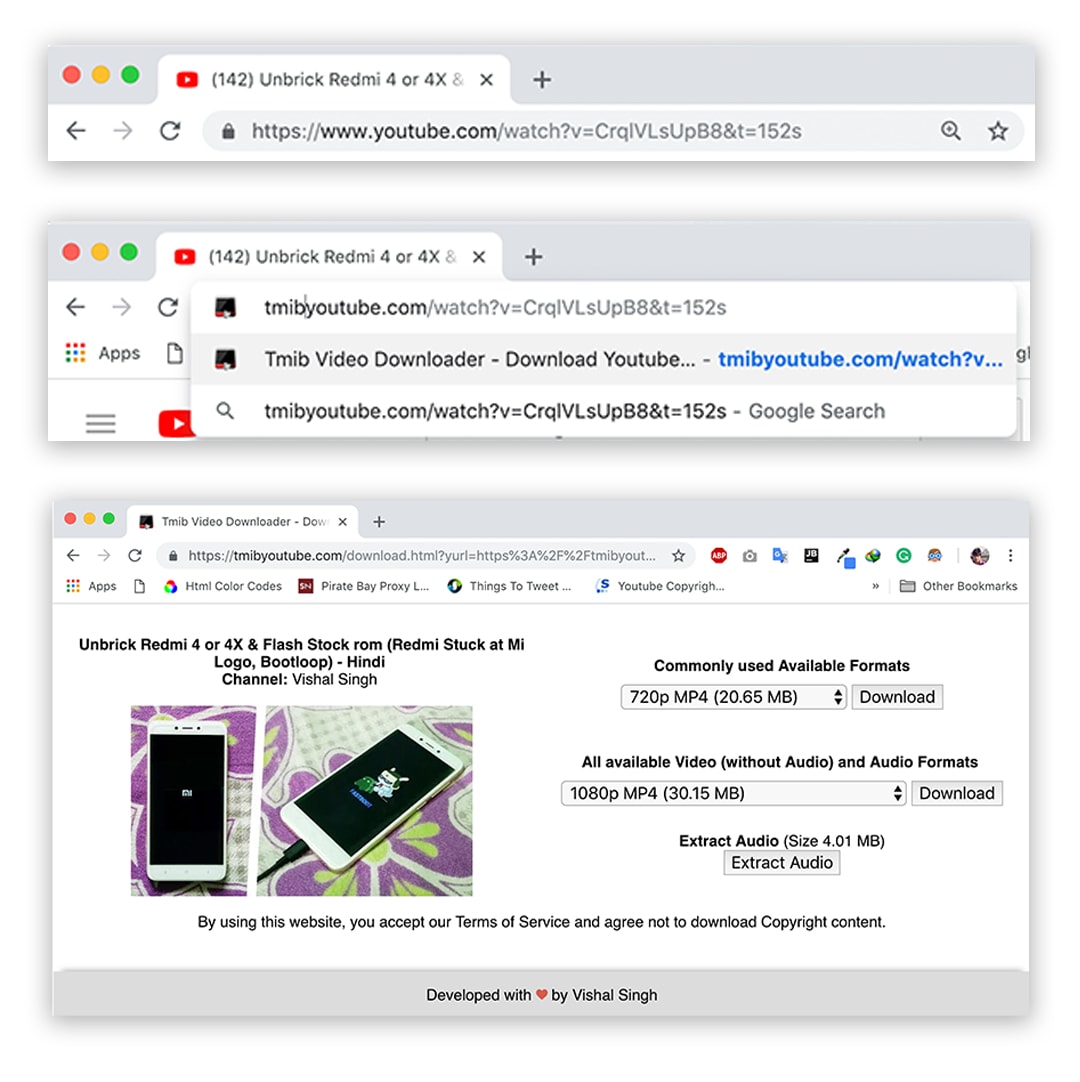 (142) Unbrick Redmi 4 or 4X &
https://www.youtube.com/watch?v=CrqlVLsUpB8&t=152s
(142) Unbrick Redmi 4 or 4X &
tmibyoutube.com/watch?v=CrqlVLsUpB8&t=152s
Apps
Tmib Video Downloader - Download Youtube... - tmibyoutube.com/watch?v...
tmibyoutube.com/watch?v=CrqlVLsUpB8&t=152s - Google Search
Tmib Video Downloader - Dow
https://tmibyoutube.com/download.html?yurl=https%3A%2F%2Ftmibyout...
ABP
JB
Apps
Html Color Codes
SN
Pirate Bay Proxy L...
Things To Tweet ...
Youtube Copyrigh...
»
Other Bookmarks
Unbrick Redmi 4 or 4X & Flash Stock rom (Redmi Stuck at Mi
Logo, Bootloop) - Hindi
Channel: Vishal Singh
MI
FASTBOOT
Commonly used Available Formats
720p MP4 (20.65 MB)
Download
All available Video (without Audio) and Audio Formats
1080p MP4 (30.15 MB)
Download
Extract Audio (Size 4.01 MB)
Extract Audio
By using this website, you accept our Terms of Service and agree not to download Copyright content.
Developed with ❤ by Vishal Singh